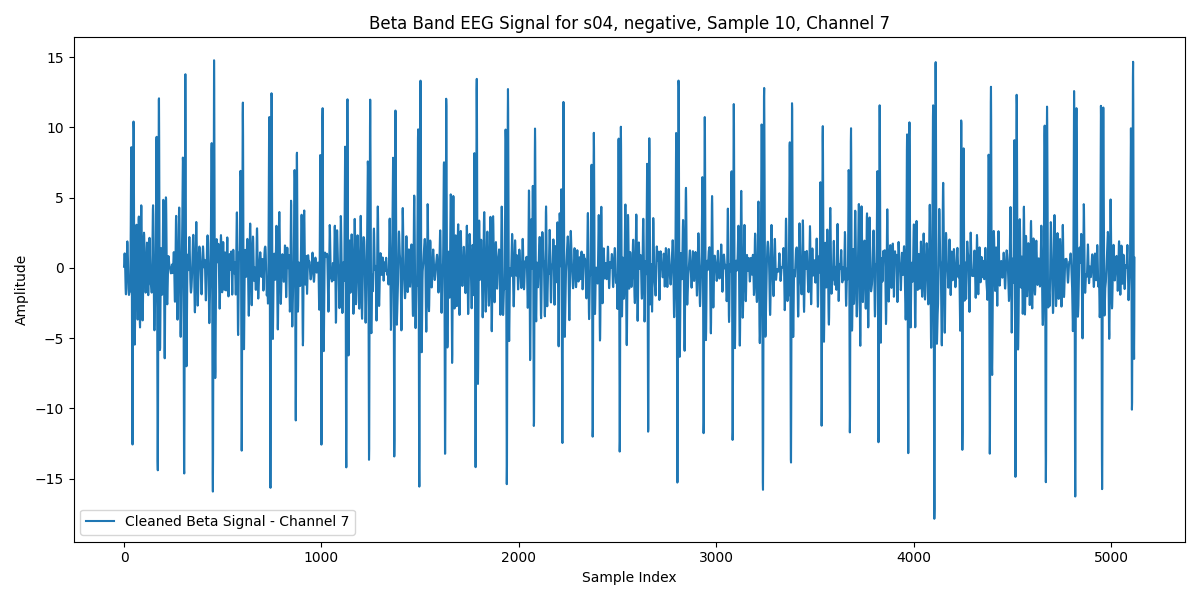 Beta Band EEG Signal for s04, negative, Sample 10, Channel 7
15
10
5
0
−5
−10
−15
Amplitude
Cleaned Beta Signal - Channel 7
0 1000 2000 3000 4000 5000
Sample Index